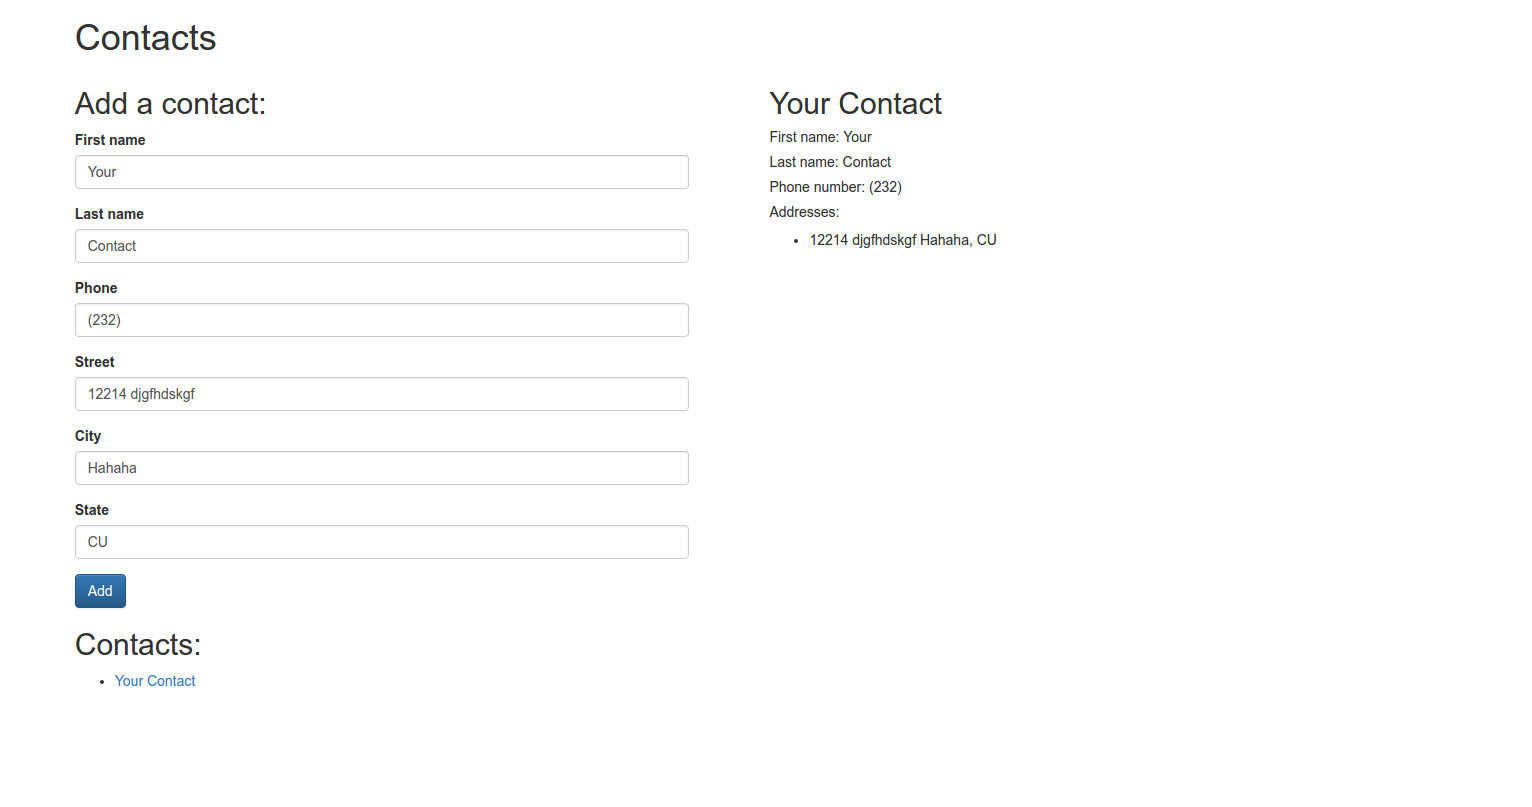 Contacts
Add a contact:
First name
Your
Last name
Contact
Phone
(232)
Street
12214 djgfhdskgf
City
Hahaha
State
CU
Add
Contacts:
Your Contact
Your Contact
First name: Your
Last name: Contact
Phone number: (232)
Addresses:
12214 djgfhdskgf Hahaha, CU